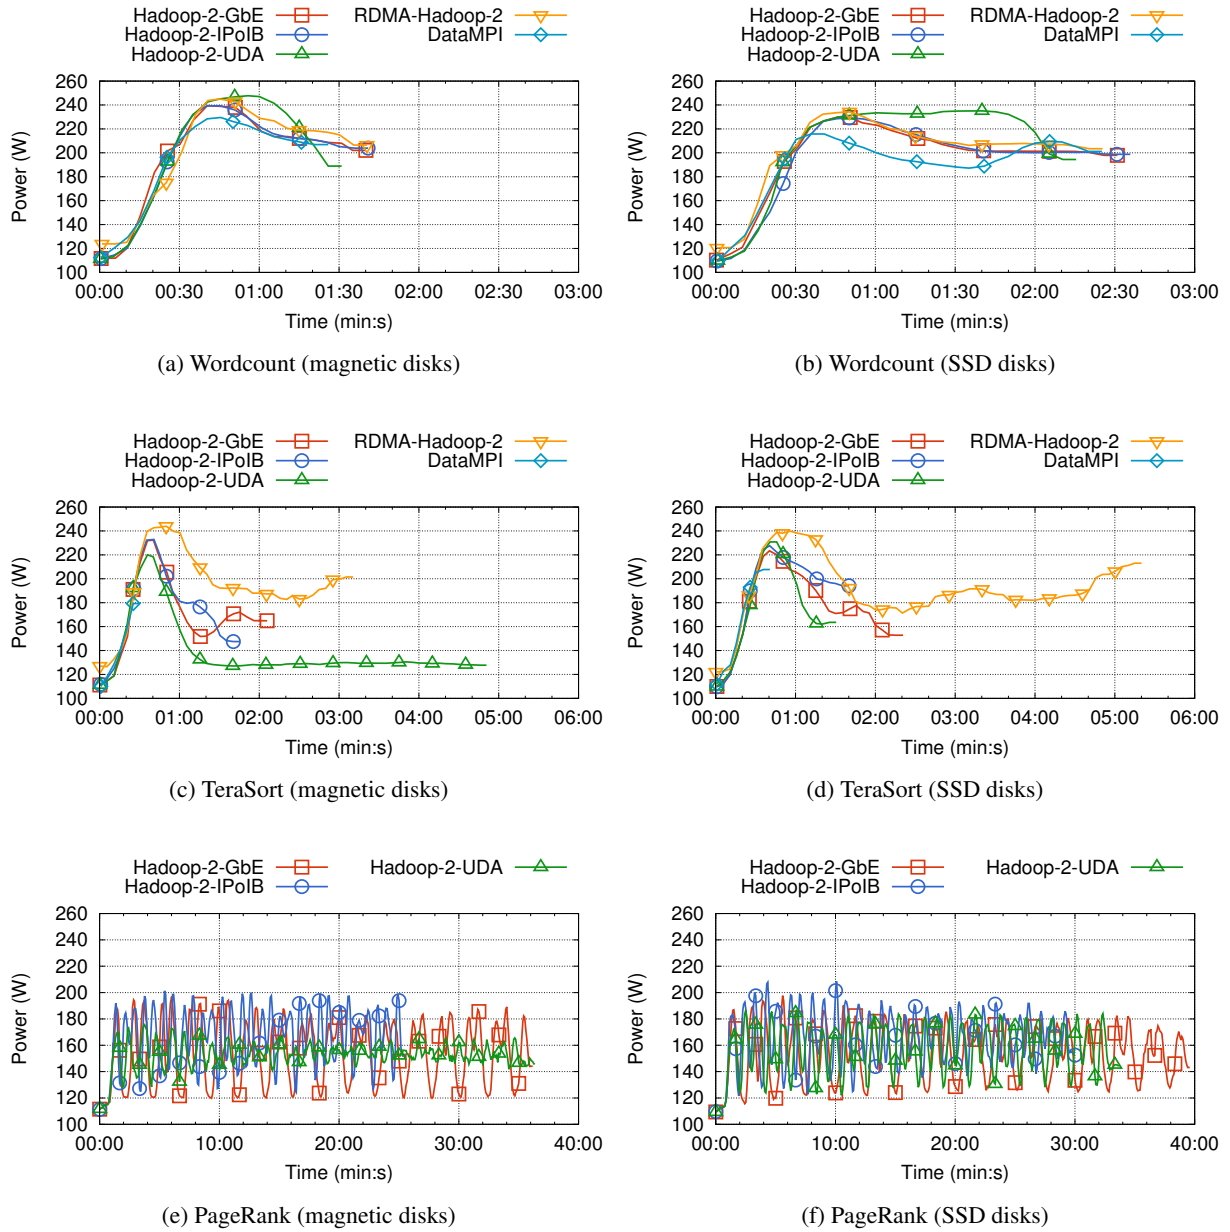 Hadoop-2-GbE
Hadoop-2-IPoIB
Hadoop-2-UDA
RDMA-Hadoop-2
DataMPI
260
240
220
200
180
160
140
120
100
Power (W)
00:00 00:30 01:00 01:30 02:00 02:30 03:00
Time (min:s)
(a) Wordcount (magnetic disks)
Hadoop-2-GbE
Hadoop-2-IPoIB
Hadoop-2-UDA
RDMA-Hadoop-2
DataMPI
260
240
220
200
180
160
140
120
100
Power (W)
00:00 00:30 01:00 01:30 02:00 02:30 03:00
Time (min:s)
(b) Wordcount (SSD disks)
Hadoop-2-GbE
Hadoop-2-IPoIB
Hadoop-2-UDA
RDMA-Hadoop-2
DataMPI
260
240
220
200
180
160
140
120
100
Power (W)
00:00 01:00 02:00 03:00 04:00 05:00 06:00
Time (min:s)
(c) TeraSort (magnetic disks)
Hadoop-2-GbE
Hadoop-2-IPoIB
Hadoop-2-UDA
RDMA-Hadoop-2
DataMPI
260
240
220
200
180
160
140
120
100
Power (W)
00:00 01:00 02:00 03:00 04:00 05:00 06:00
Time (min:s)
(d) TeraSort (SSD disks)
Hadoop-2-GbE
Hadoop-2-IPoIB
Hadoop-2-UDA
260
240
220
200
180
160
140
120
100
Power (W)
00:00 10:00 20:00 30:00 40:00
Time (min:s)
(e) PageRank (magnetic disks)
Hadoop-2-GbE
Hadoop-2-IPoIB
Hadoop-2-UDA
260
240
220
200
180
160
140
120
100
Power (W)
00:00 10:00 20:00 30:00 40:00
Time (min:s)
(f) PageRank (SSD disks)